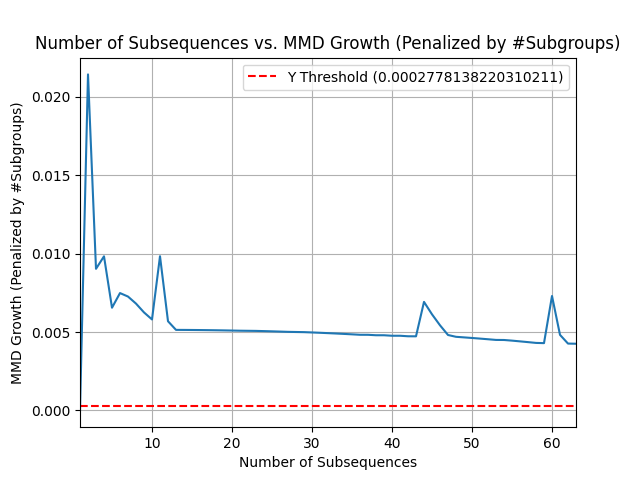 Number of Subsequences vs. MMD Growth (Penalized by #Subgroups)
Y Threshold (0.0002778138220310211)
MMD Growth (Penalized by #Subgroups)
0.020
0.015
0.010
0.005
0.000
10 20 30 40 50 60
Number of Subsequences